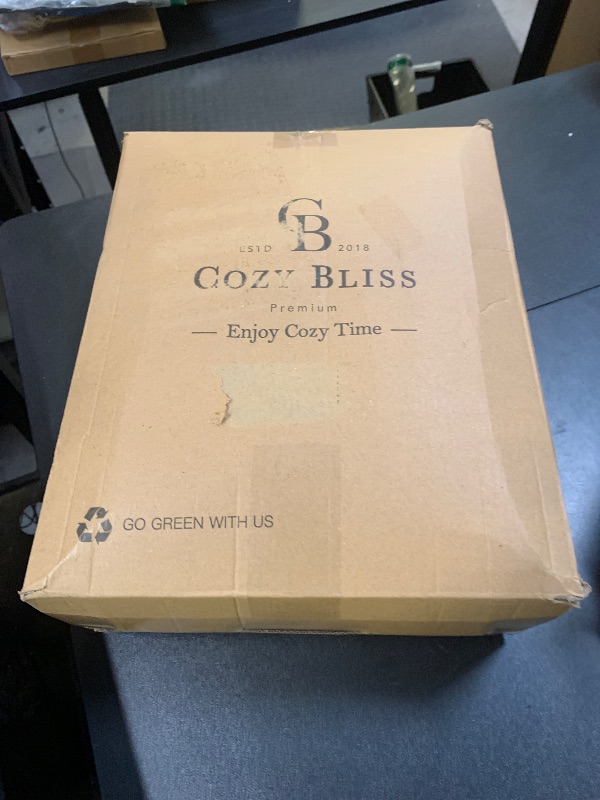 CB
ESTD 2018
COZY BLISS
Premium
— Enjoy Cozy Time —
GO GREEN WITH US